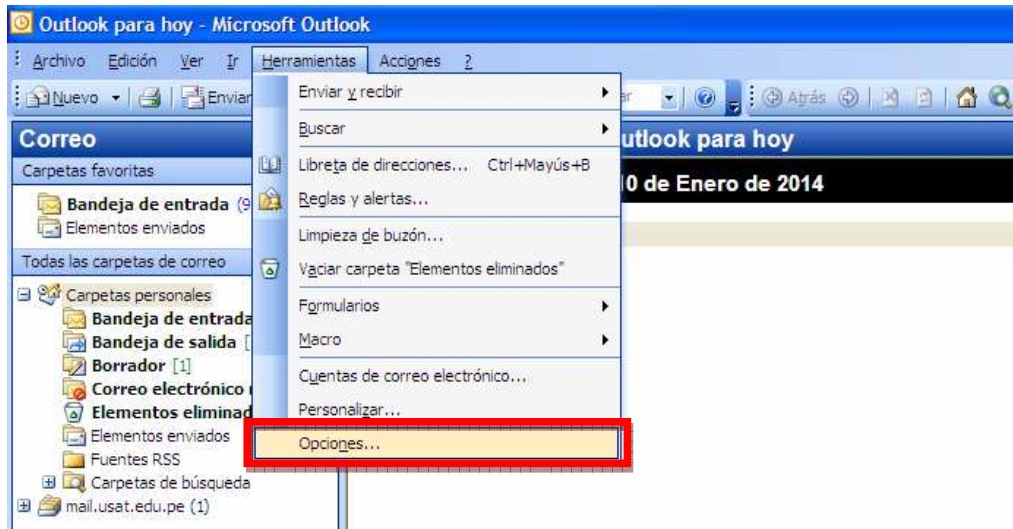 Outlook para hoy - Microsoft Outlook
Archivo Edición Ver Ir Herramientas Acciones ?
Nuevo Enviar Atrás
Correo
Carpetas favoritas
Bandeja de entrada (9
Elementos enviados
Todas las carpetas de correo
Carpetas personales
Bandeja de entrada
Bandeja de salida [
Borrador [1]
Correo electrónico
Elementos eliminad
Elementos enviados
Fuentes RSS
Carpetas de búsqueda
mail.usat.edu.pe (1)
Enviar y recibir
Buscar
Libreta de direcciones... Ctrl+Mayús+B
Reglas y alertas...
Limpieza de buzón...
Vaciar carpeta "Elementos eliminados"
Formularios
Macro
Cuentas de correo electrónico...
Personalizar...
Opciones...
utlook para hoy
0 de Enero de 2014